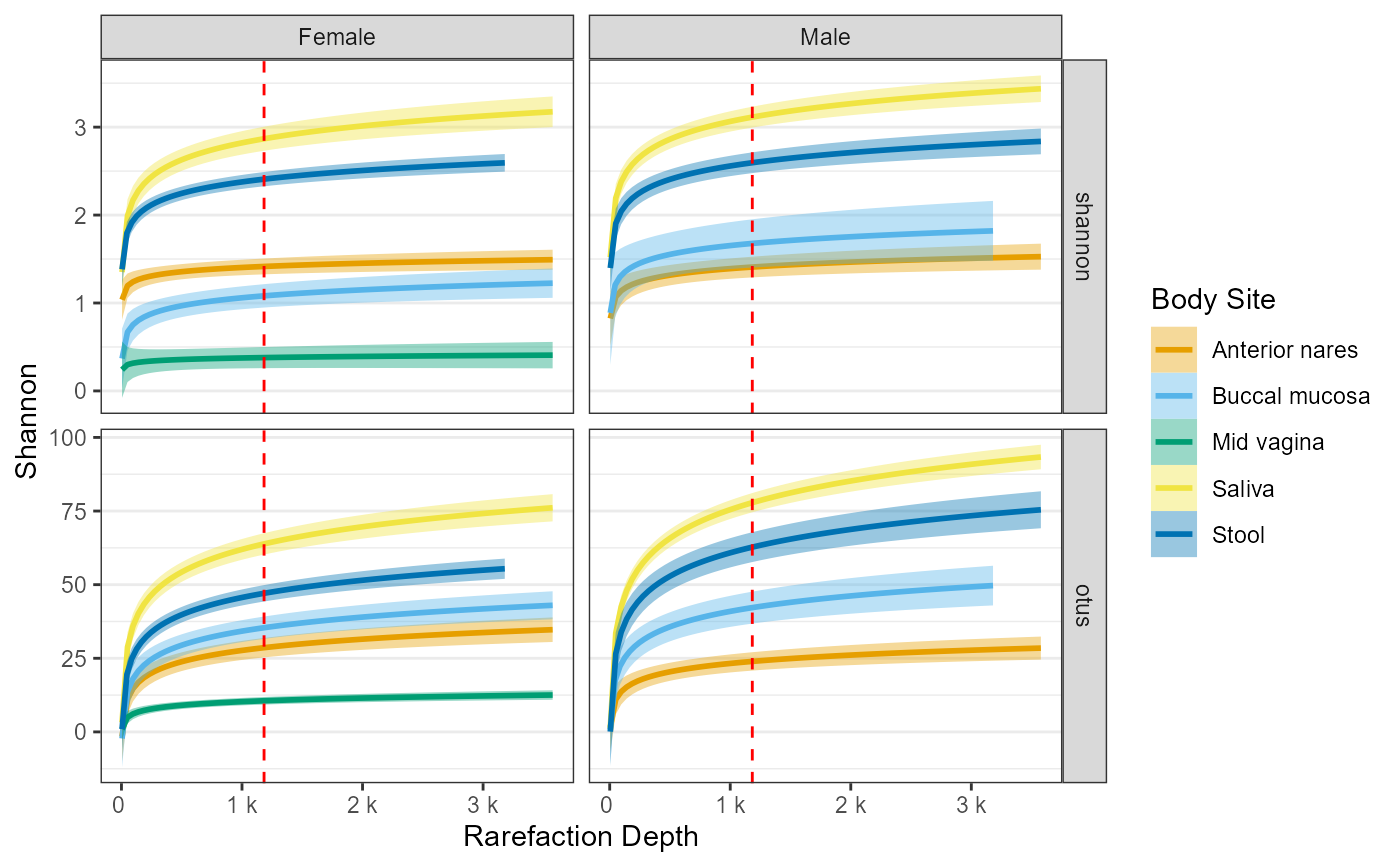 Female
Male
Shannon
3
2
1
0
shannon
100
75
50
25
0
otus
0
1 k
2 k
3 k
0
1 k
2 k
3 k
Rarefaction Depth
Body Site
Anterior nares
Buccal mucosa
Mid vagina
Saliva
Stool